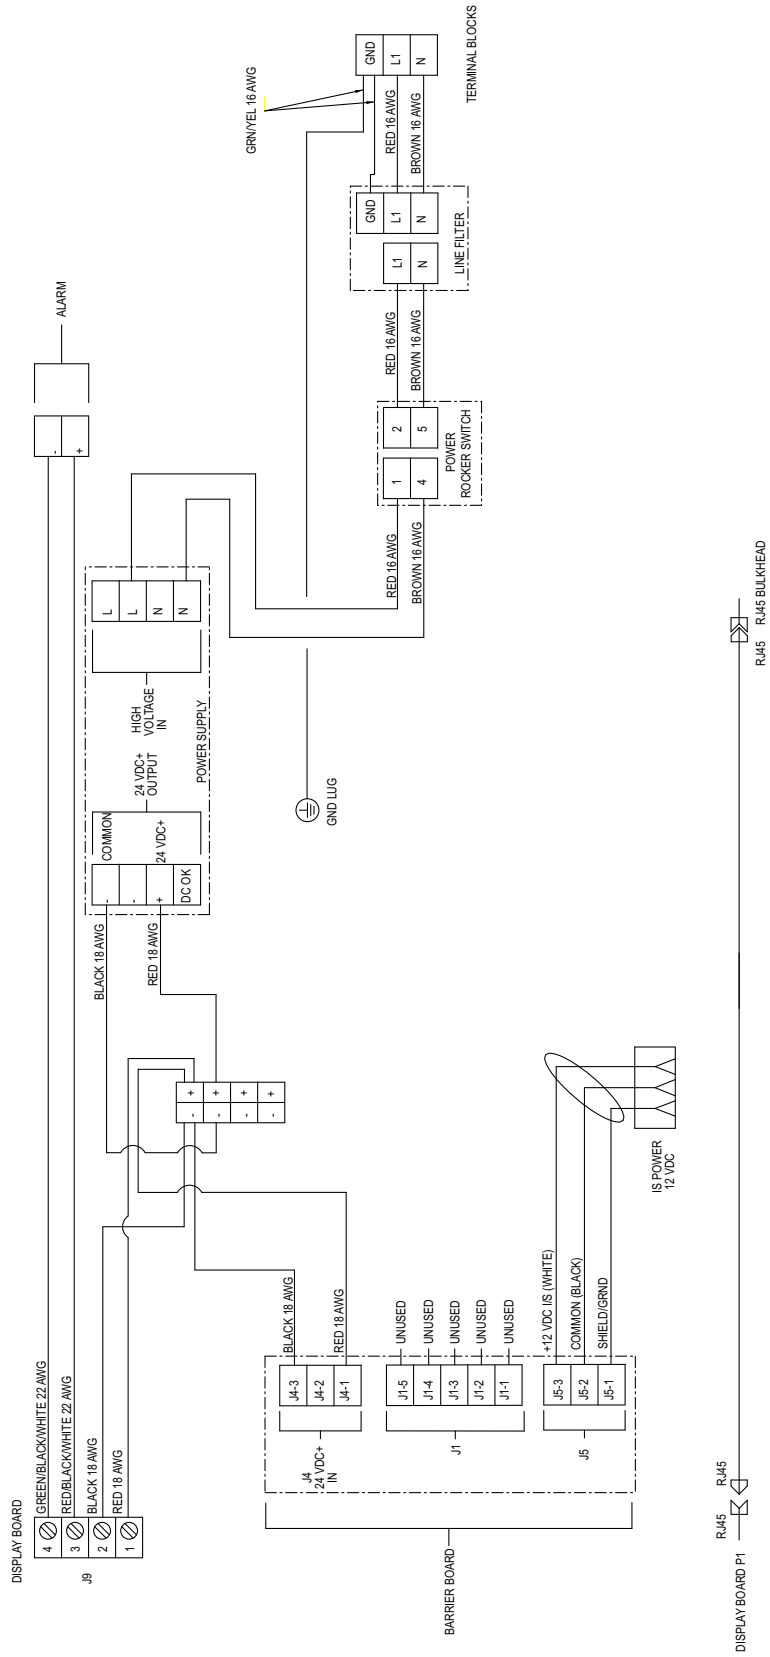 DISPLAY BOARD
J9
4
3
2
1
GREEN/BLACK/WHITE 22 AWG
RED/BLACK/WHITE 22 AWG
BLACK 18 AWG
RED 18 AWG
-
+
ALARM
BLACK 18 AWG
RED 18 AWG
-
-
+
DC OK
COMMON
24 VDC+
24 VDC+
OUTPUT
POWER SUPPLY
HIGH
VOLTAGE
IN
L
L
N
N
- +
- +
- +
- +
GND LUG
RED 16 AWG
BROWN 16 AWG
1
4
2
5
POWER
ROCKER SWITCH
RED 16 AWG
BROWN 16 AWG
L1
N
GND
L1
N
LINE FILTER
GRN/YEL 16 AWG
RED 16 AWG
BROWN 16 AWG
GND
L1
N
TERMINAL BLOCKS
BARRIER BOARD
J4
24 VDC+
IN
J4-3
J4-2
J4-1
BLACK 18 AWG
RED 18 AWG
J1
J1-5
J1-4
J1-3
J1-2
J1-1
UNUSED
UNUSED
UNUSED
UNUSED
UNUSED
J5
J5-3
J5-2
J5-1
+12 VDC I/S (WHITE)
COMMON (BLACK)
SHIELD/GRND
IS POWER
12 VDC
DISPLAY BOARD P1
RJ45
RJ45
RJ45
RJ45 BULKHEAD